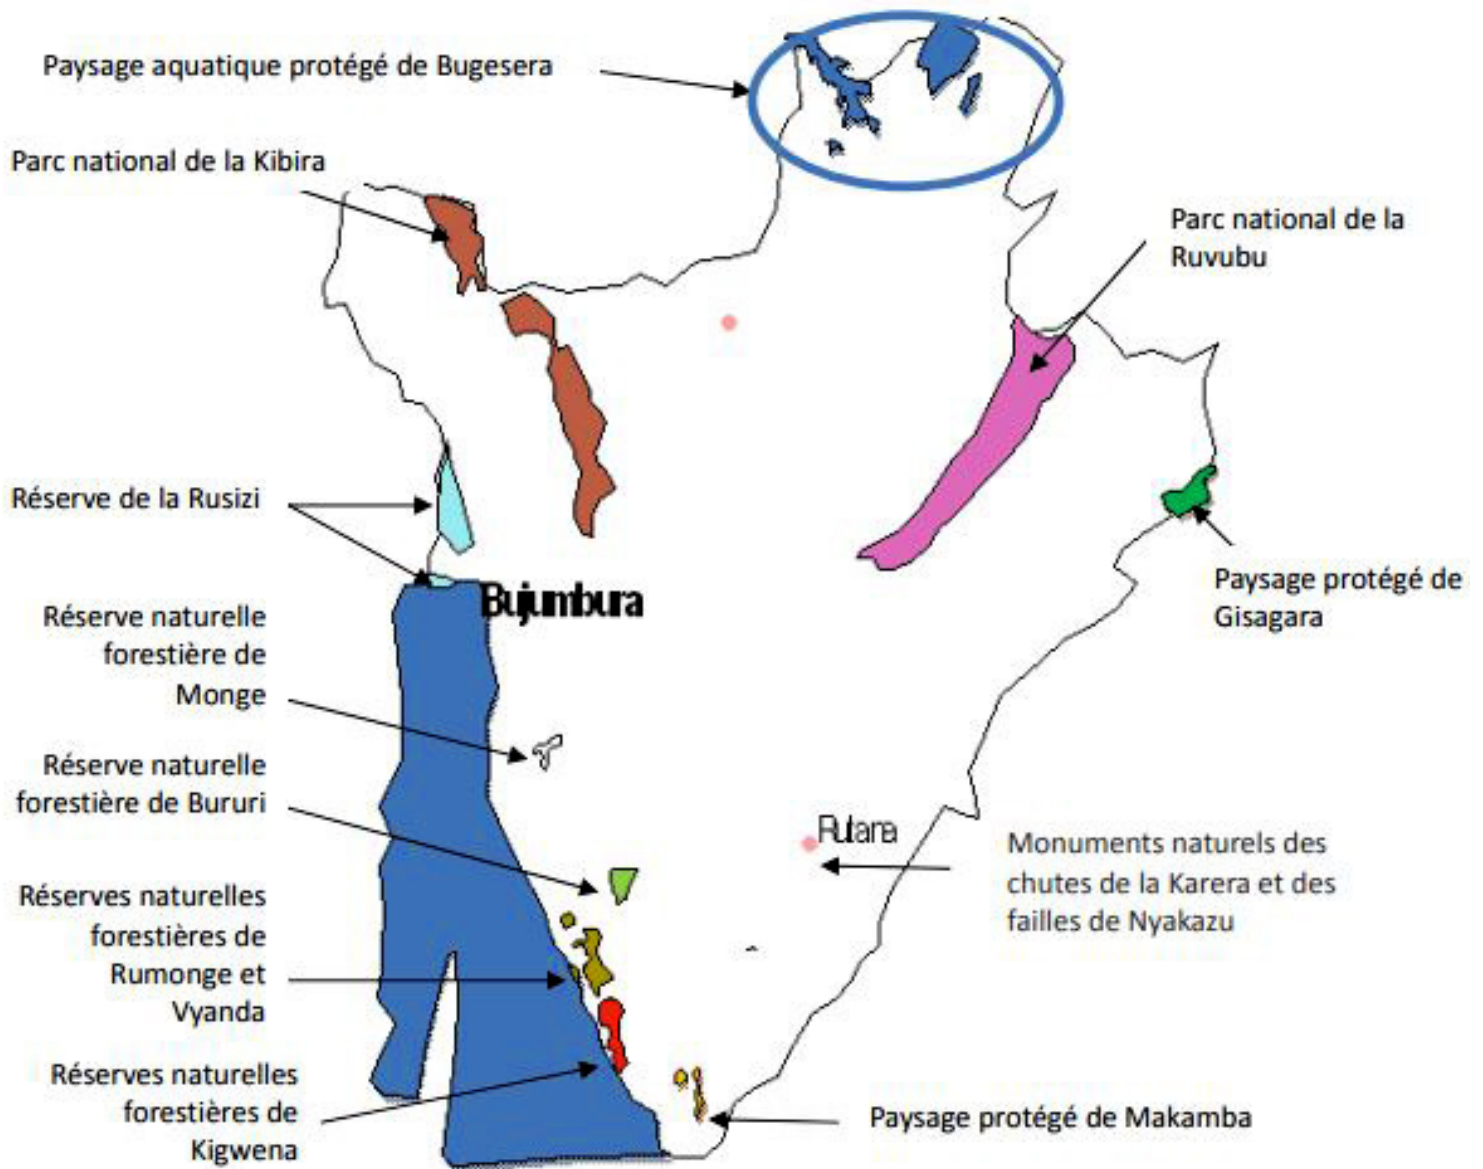 Paysage aquatique protégé de Bugesera
Parc national de la Kibira
Parc national de la
Ruvubu
Réserve de la Rusizi
Bujumbura
Paysage protégé de
Gisagara
Réserve naturelle
forestière de
Monge
Réserve naturelle
forestière de Bururi
Rutana
Monuments naturels des
chutes de la Karera et des
failles de Nyakazu
Réserves naturelles
forestières de
Rumonge et
Vyanda
Réserves naturelles
forestières de
Kigwena
Paysage protégé de Makamba